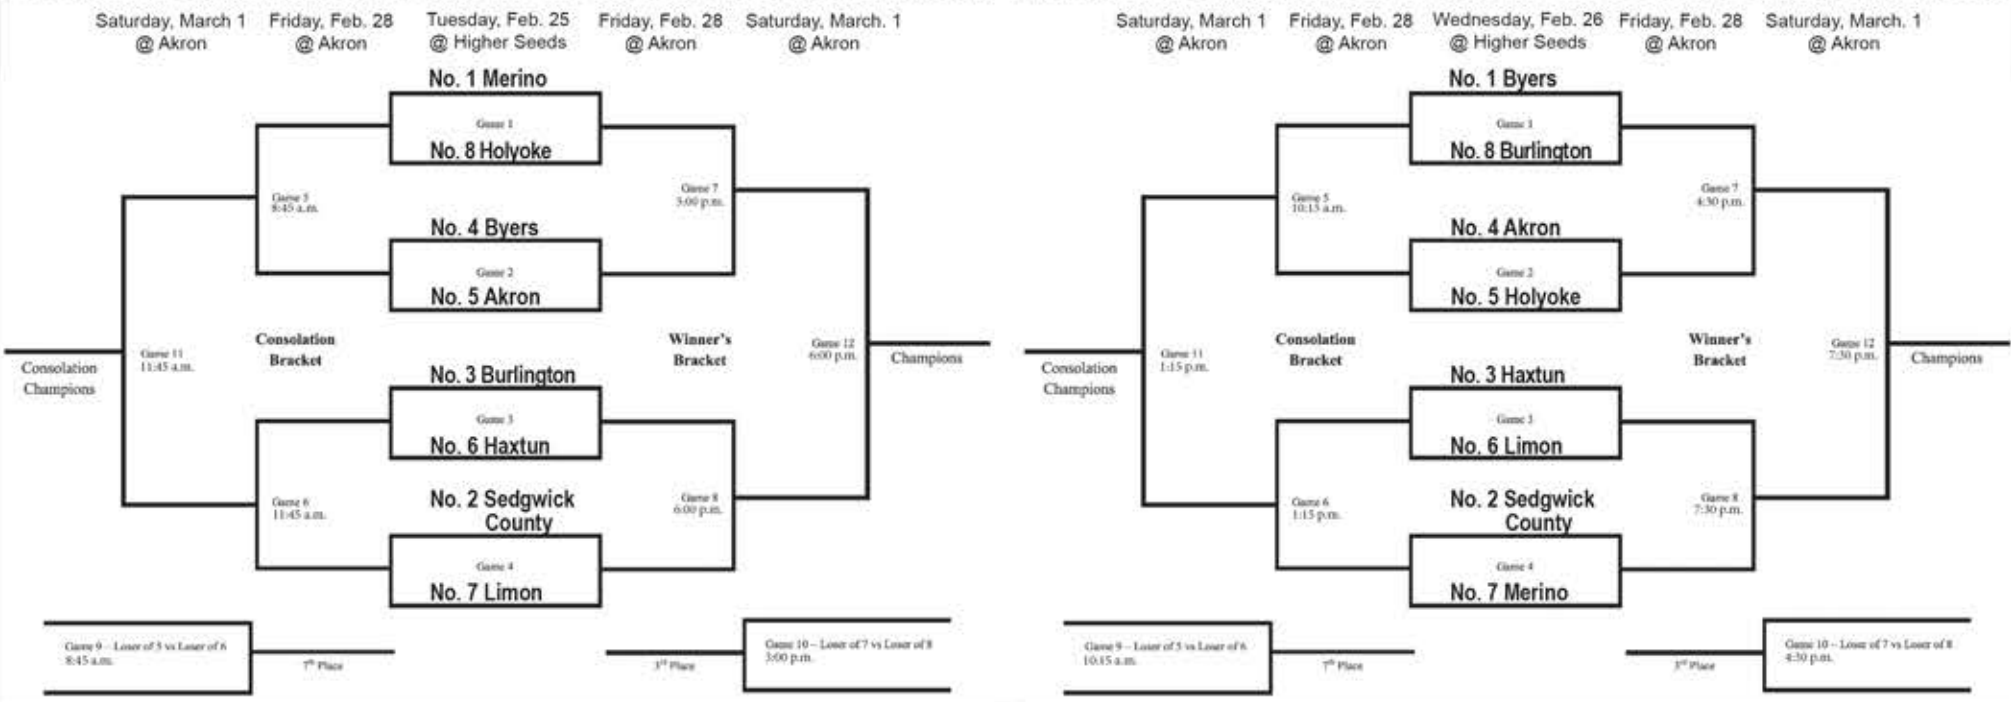 Saturday, March 1
@ Akron
Friday, Feb. 28
@ Akron
Tuesday, Feb. 25
@ Higher Seeds
Friday, Feb. 28
@ Akron
Saturday, March. 1
@ Akron
No. 1 Merino
Game 1
No. 8 Holyoke
Game 5
8:45 a.m.
Game 7
3:00 p.m.
No. 4 Byers
Game 2
No. 5 Akron
Consolation
Bracket
Winner's
Bracket
Game 11
11:45 a.m.
Game 12
6:00 p.m.
Consolation
Champions
Champions
No. 3 Burlington
Game 3
No. 6 Haxtun
Game 6
11:45 a.m.
No. 2 Sedgwick
County
Game 8
6:00 p.m.
Game 4
No. 7 Limon
Game 9 – Loser of 5 vs Loser of 6
8:45 a.m.
7th Place
3rd Place
Game 10 – Loser of 7 vs Loser of 8
3:00 p.m.
Saturday, March 1
@ Akron
Friday, Feb. 28
@ Akron
Wednesday, Feb. 26
@ Higher Seeds
Friday, Feb. 28
@ Akron
Saturday, March. 1
@ Akron
No. 1 Byers
Game 1
No. 8 Burlington
Game 5
10:15 a.m.
Game 7
4:30 p.m.
No. 4 Akron
Game 2
No. 5 Holyoke
Consolation
Bracket
Winner's
Bracket
Game 11
1:15 p.m.
Game 12
7:30 p.m.
Consolation
Champions
Champions
No. 3 Haxtun
Game 3
No. 6 Limon
Game 6
1:15 p.m.
No. 2 Sedgwick
County
Game 8
7:30 p.m.
Game 4
No. 7 Merino
Game 9 – Loser of 5 vs Loser of 6
10:15 a.m.
7th Place
3rd Place
Game 10 – Loser of 7 vs Loser of 8
4:30 p.m.